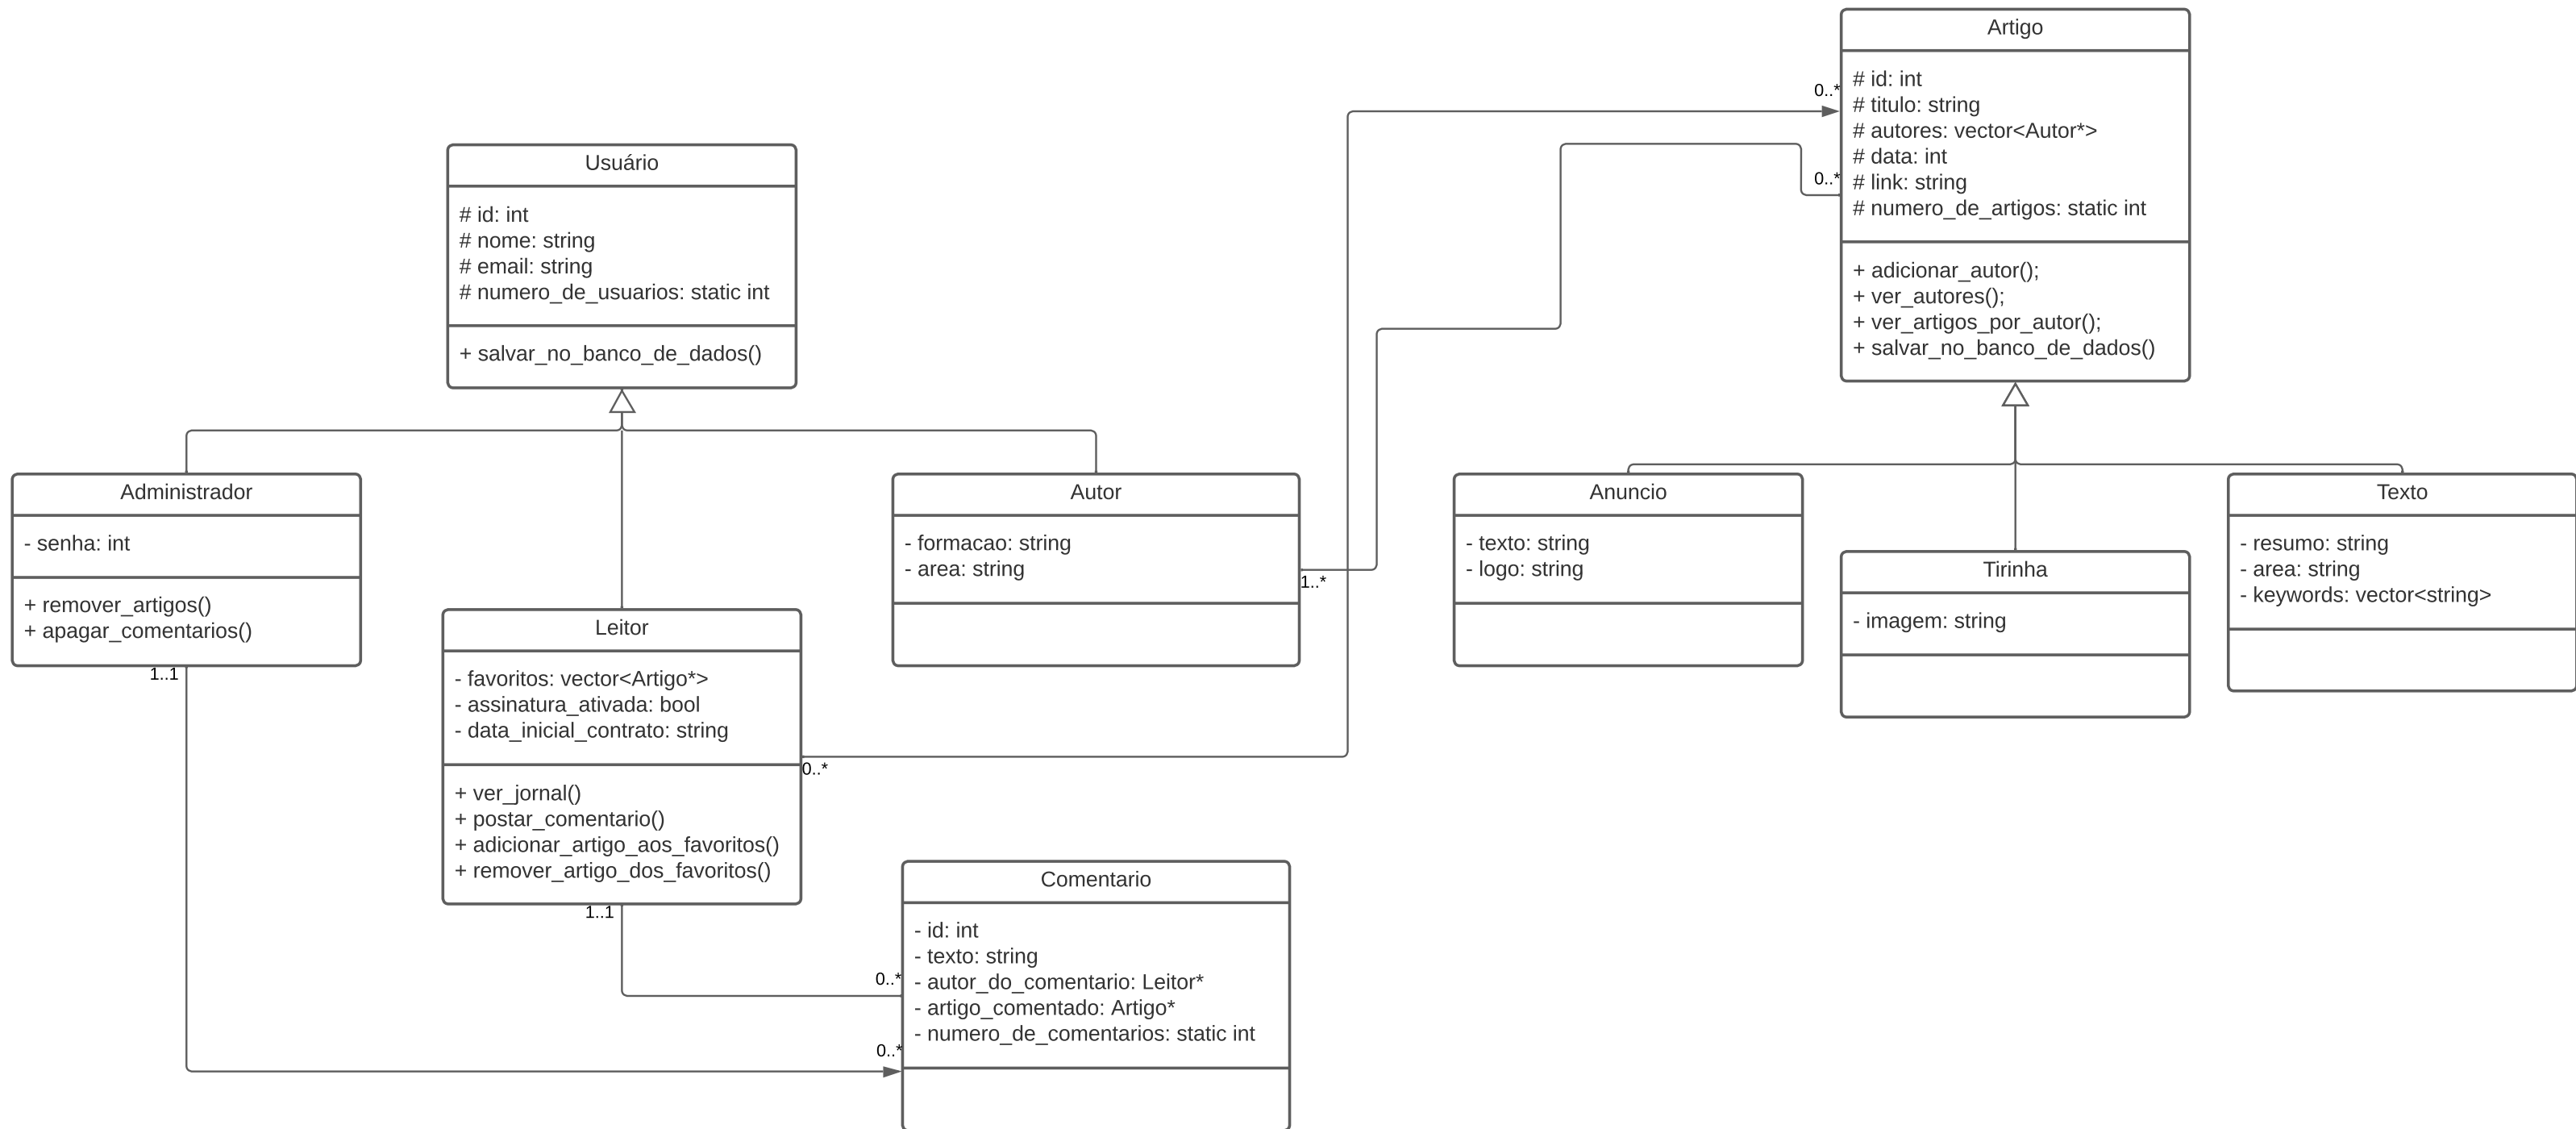 Artigo
# id: int
# titulo: string
# autores: vector<Autor*>
# data: int
# link: string
# numero_de_artigos: static int
+ adicionar_autor();
+ ver_autores();
+ ver_artigos_por_autor();
+ salvar_no_banco_de_dados()
0..*
0..*
Usuário
# id: int
# nome: string
# email: string
# numero_de_usuarios: static int
+ salvar_no_banco_de_dados()
Administrador
- senha: int
+ remover_artigos()
+ apagar_comentarios()
1..1
Leitor
- favoritos: vector<Artigo*>
- assinatura_ativada: bool
- data_inicial_contrato: string
+ ver_jornal()
+ postar_comentario()
+ adicionar_artigo_aos_favoritos()
+ remover_artigo_dos_favoritos()
0..*
1..1
Autor
- formacao: string
- area: string
1..*
Anuncio
- texto: string
- logo: string
Tirinha
- imagem: string
Texto
- resumo: string
- area: string
- keywords: vector<string>
Comentario
- id: int
- texto: string
- autor_do_comentario: Leitor*
- artigo_comentado: Artigo*
- numero_de_comentarios: static int
0..*
0..*